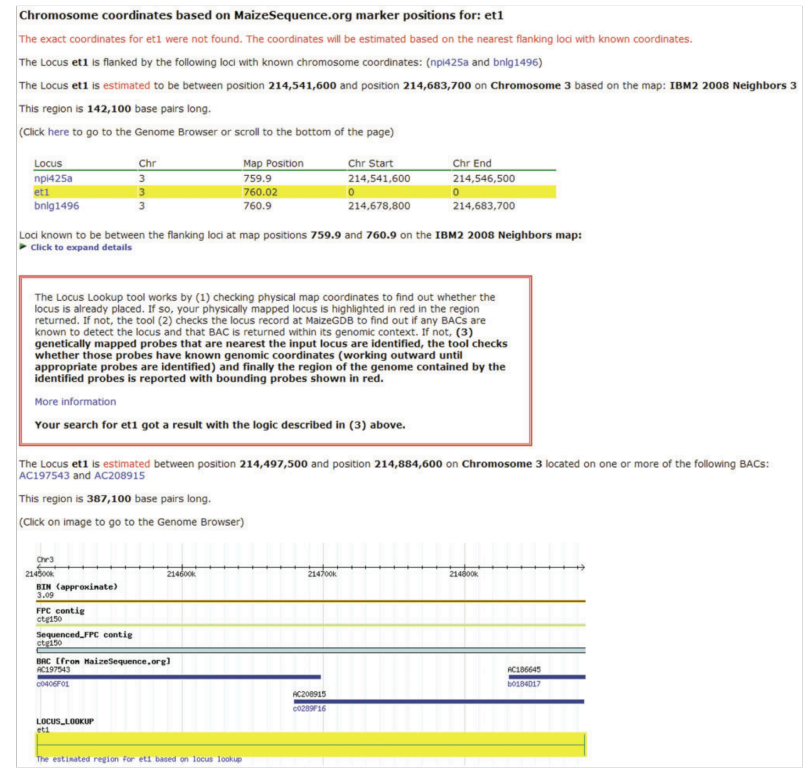 Chromosome coordinates based on MaizeSequence.org marker positions for: et1
The exact coordinates for et1 were not found. The coordinates will be estimated based on the nearest flanking loci with known coordinates.
The Locus et1 is flanked by the following loci with known chromosome coordinates: (npi425a and bnlg1496)
The Locus et1 is estimated to be between position 214,541,600 and position 214,683,700 on Chromosome 3 based on the map: IBM2 2008 Neighbors 3
This region is 142,100 base pairs long.
(Click here to go to the Genome Browser or scroll to the bottom of the page)
Locus Chr Map Position Chr Start Chr End
npi425a 3 759.9 214,541,600 214,546,500
et1 3 760.02 0 0
bnlg1496 3 760.9 214,678,800 214,683,700
Loci known to be between the flanking loci at map positions 759.9 and 760.9 on the IBM2 2008 Neighbors map:
Click to expand details
The Locus Lookup tool works by (1) checking physical map coordinates to find out whether the
locus is already placed. If so, your physically mapped locus is highlighted in red in the region
returned. If not, the tool (2) checks the locus record at MaizeGDB to find out if any BACs are
known to detect the locus and that BAC is returned within its genomic context. If not, (3)
genetically mapped probes that are nearest the input locus are identified, the tool checks
whether those probes have known genomic coordinates (working outward until
appropriate probes are identified) and finally the region of the genome contained by the
identified probes is reported with bounding probes shown in red.
More information
Your search for et1 got a result with the logic described in (3) above.
The Locus et1 is estimated between position 214,497,500 and position 214,884,600 on Chromosome 3 located on one or more of the following BACs:
AC197543 and AC208915
This region is 387,100 base pairs long.
(Click on image to go to the Genome Browser)
Chr3
214500k 214600k 214700k 214800k
BIN (approximate)
3.09
FPC contig
ctg150
Sequenced_FPC contig
ctg150
BAC [from MaizeSequence.org]
AC197543 AC186645
c0406F01 b0184D17
AC208915
c0289F16
LOCUS_LOOKUP
et1
The estimated region for et1 based on locus lookup